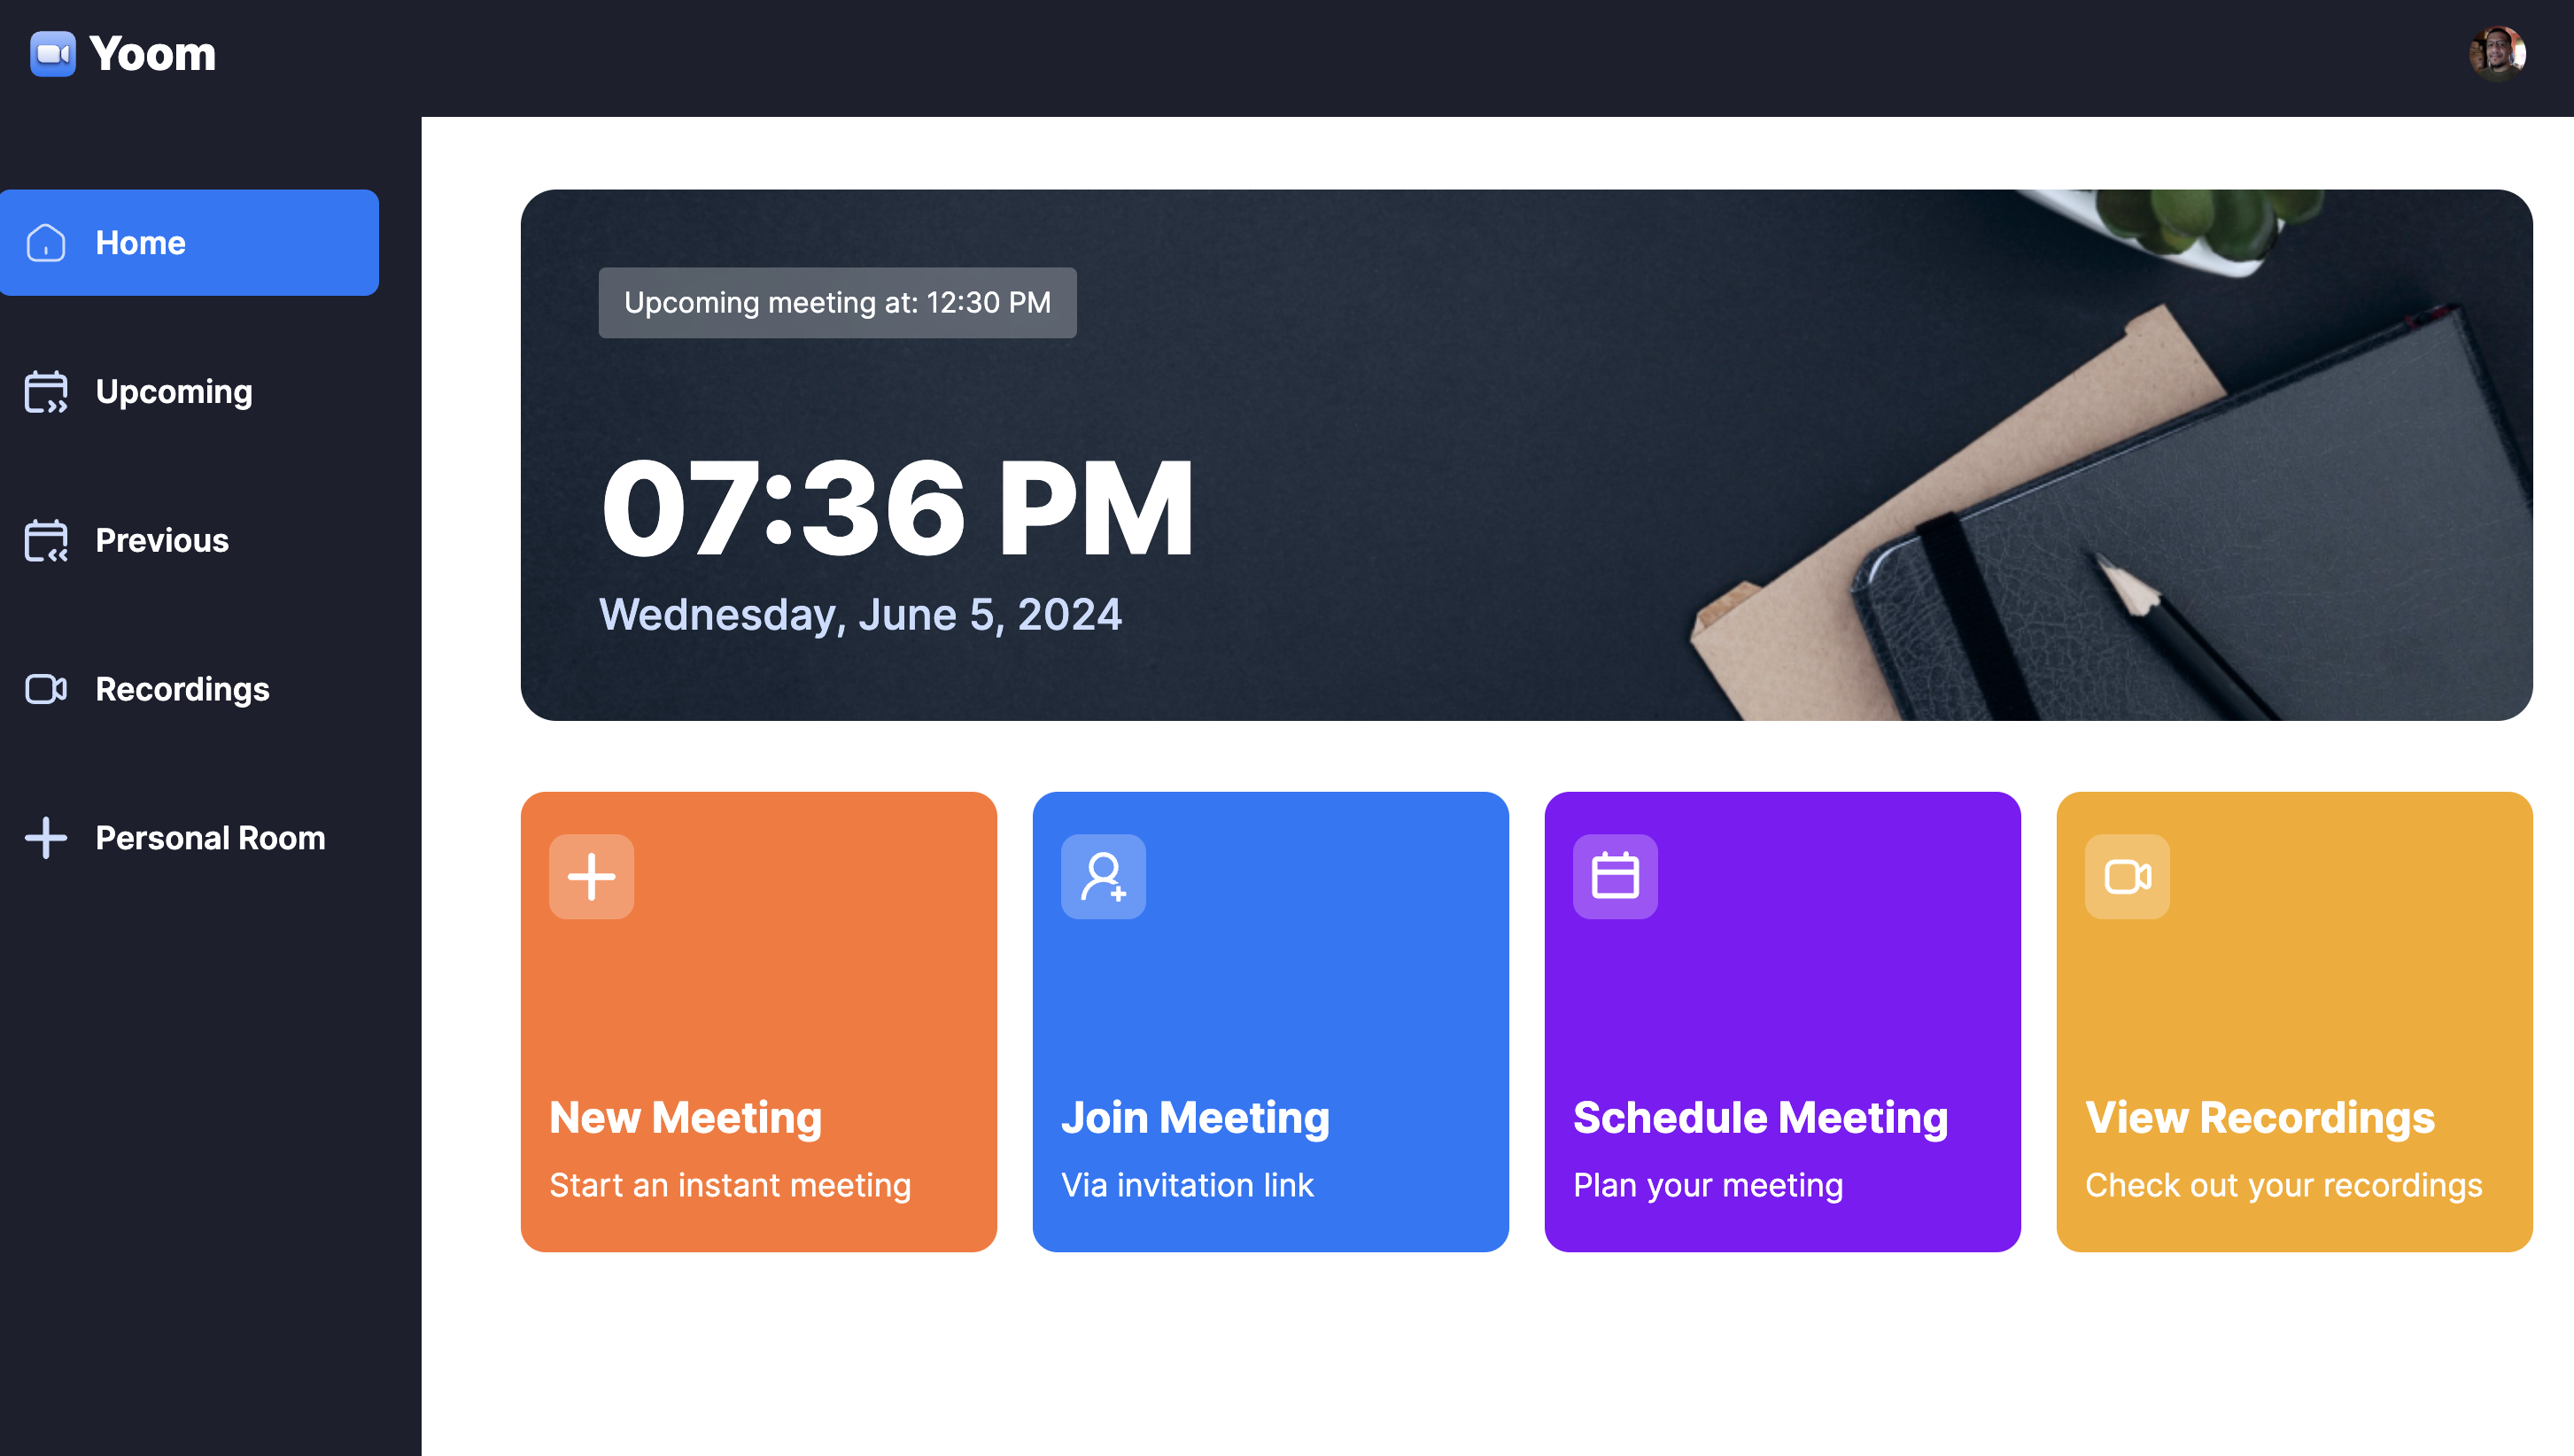 Yoom
Home
Upcoming
Previous
Recordings
Personal Room
Upcoming meeting at: 12:30 PM
07:36 PM
Wednesday, June 5, 2024
New Meeting
Start an instant meeting
Join Meeting
Via invitation link
Schedule Meeting
Plan your meeting
View Recordings
Check out your recordings